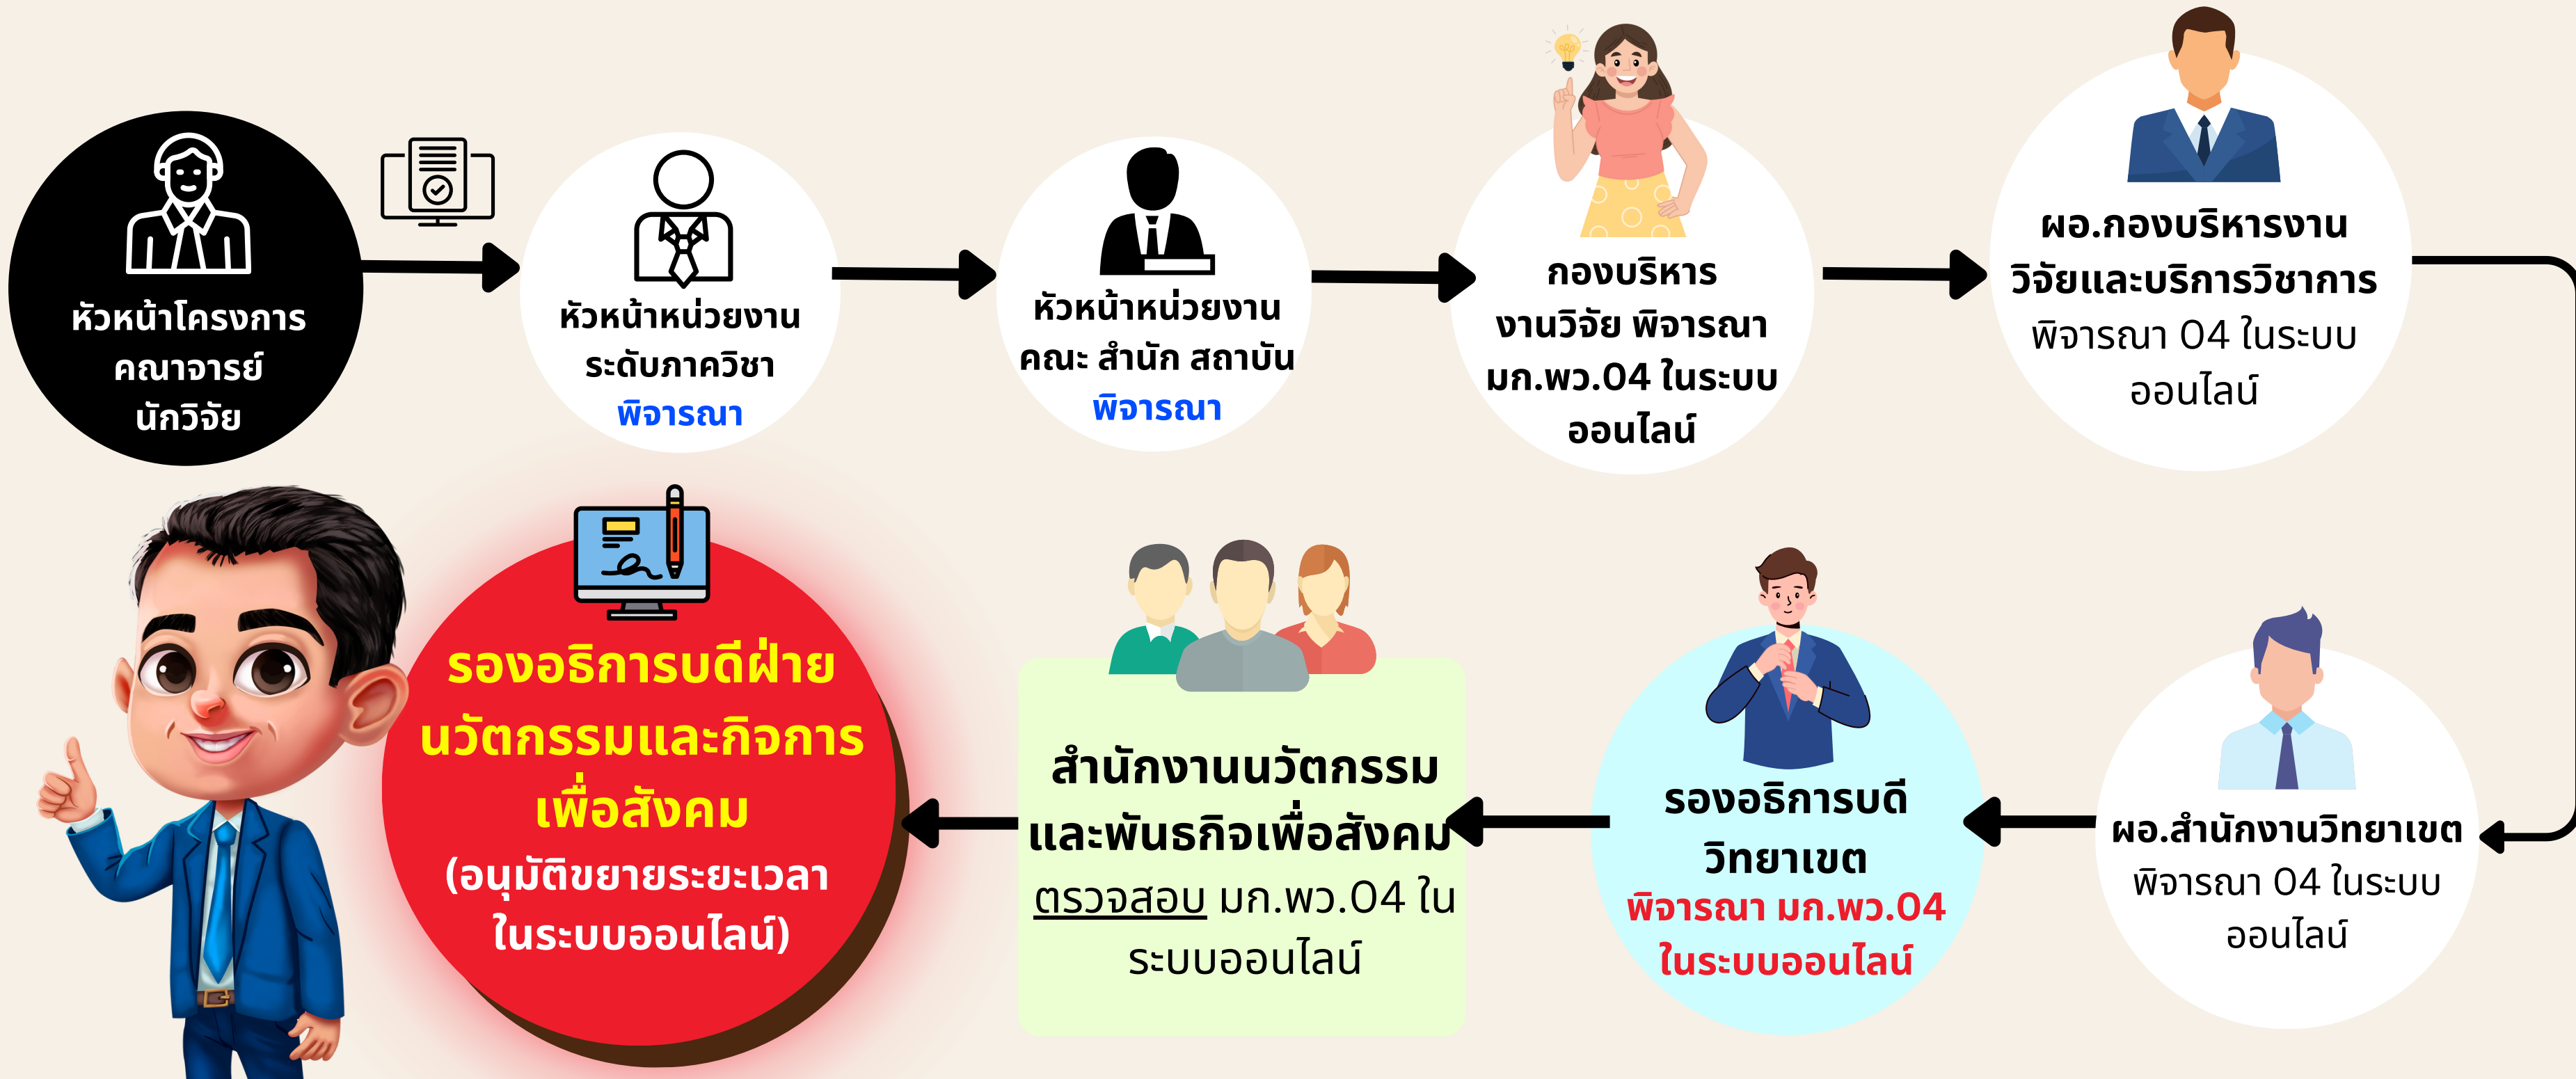 หัวหน้าโครงการ
คณาจารย์
นักวิจัย
หัวหน้าหน่วยงาน
ระดับภาควิชา
พิจารณา
หัวหน้าหน่วยงาน
คณะ สำนัก สถาบัน
พิจารณา
กองบริหาร
งานวิจัย พิจารณา
มก.พว.04 ในระบบ
ออนไลน์
ผอ.กองบริหารงาน
วิจัยและบริการวิชาการ
พิจารณา 04 ในระบบ
ออนไลน์
ผอ.สำนักงานวิทยาเขต
พิจารณา 04 ในระบบ
ออนไลน์
รองอธิการบดี
วิทยาเขต
พิจารณา มก.พว.04
ในระบบออนไลน์
สำนักงานนวัตกรรม
และพันธกิจเพื่อสังคม
ตรวจสอบ มก.พว.04 ใน
ระบบออนไลน์
รองอธิการบดีฝ่าย
นวัตกรรมและกิจการ
เพื่อสังคม
(อนุมัติขยายระยะเวลา
ในระบบออนไลน์)